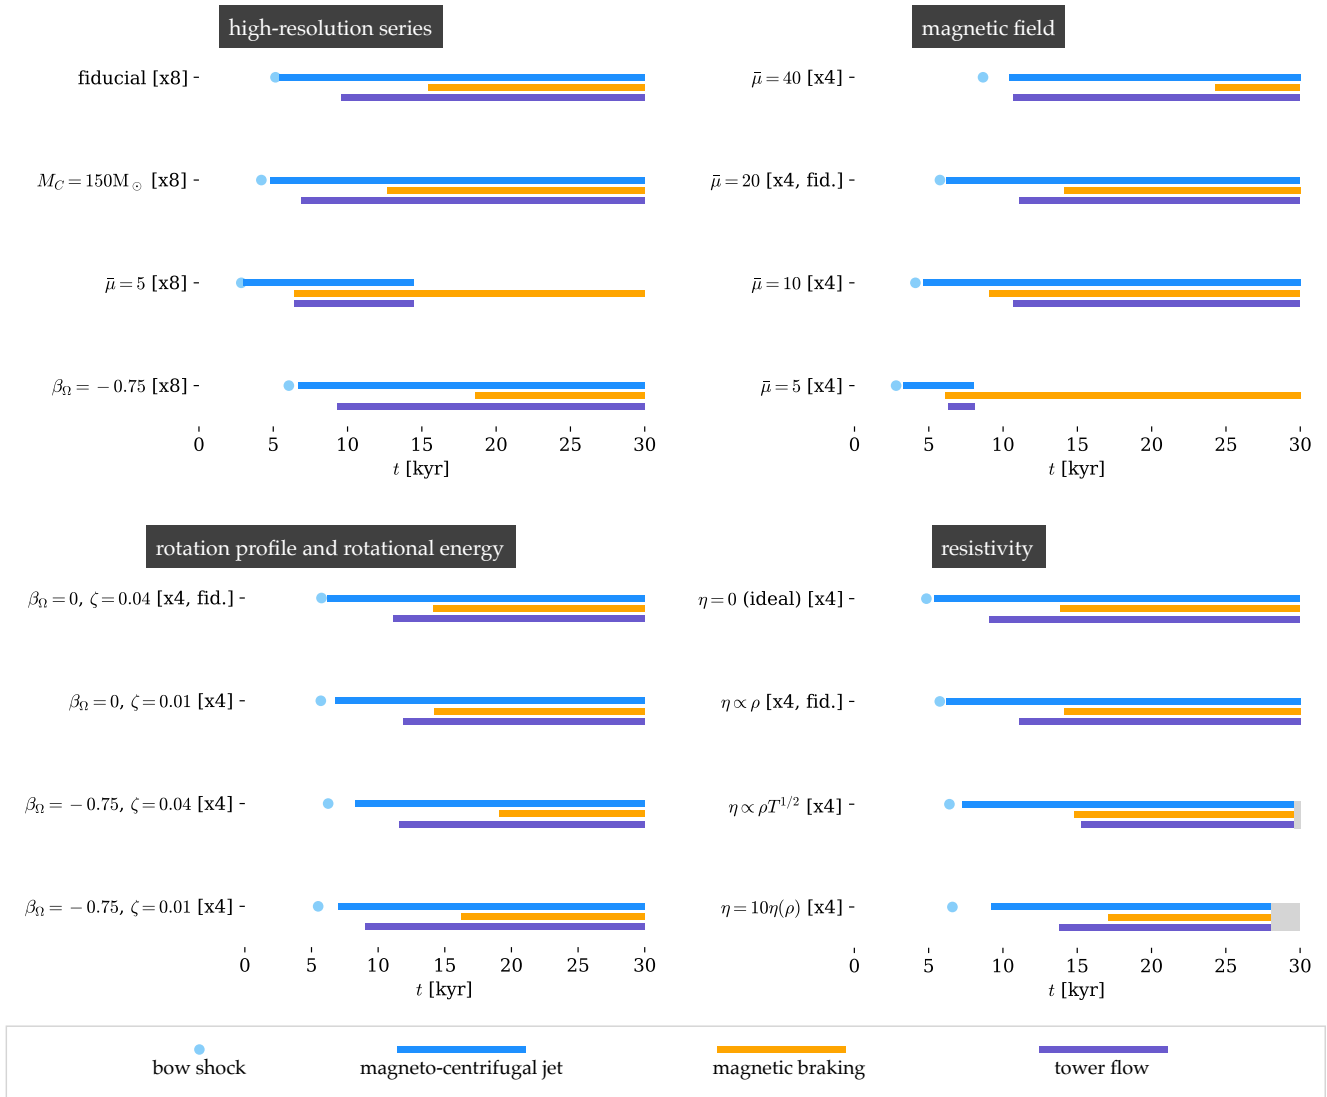 high-resolution series
fiducial [x8]
M_C = 150M_⊙ [x8]
μ̄ = 5 [x8]
β_Ω = −0.75 [x8]
0 5 10 15 20 25 30
t [kyr]
magnetic field
μ̄ = 40 [x4]
μ̄ = 20 [x4, fid.]
μ̄ = 10 [x4]
μ̄ = 5 [x4]
0 5 10 15 20 25 30
t [kyr]
rotation profile and rotational energy
β_Ω = 0, ζ = 0.04 [x4, fid.]
β_Ω = 0, ζ = 0.01 [x4]
β_Ω = −0.75, ζ = 0.04 [x4]
β_Ω = −0.75, ζ = 0.01 [x4]
0 5 10 15 20 25 30
t [kyr]
resistivity
η = 0 (ideal) [x4]
η ∝ ρ [x4, fid.]
η ∝ ρT^{1/2} [x4]
η = 10η(ρ) [x4]
0 5 10 15 20 25 30
t [kyr]
bow shock magneto-centrifugal jet magnetic braking tower flow